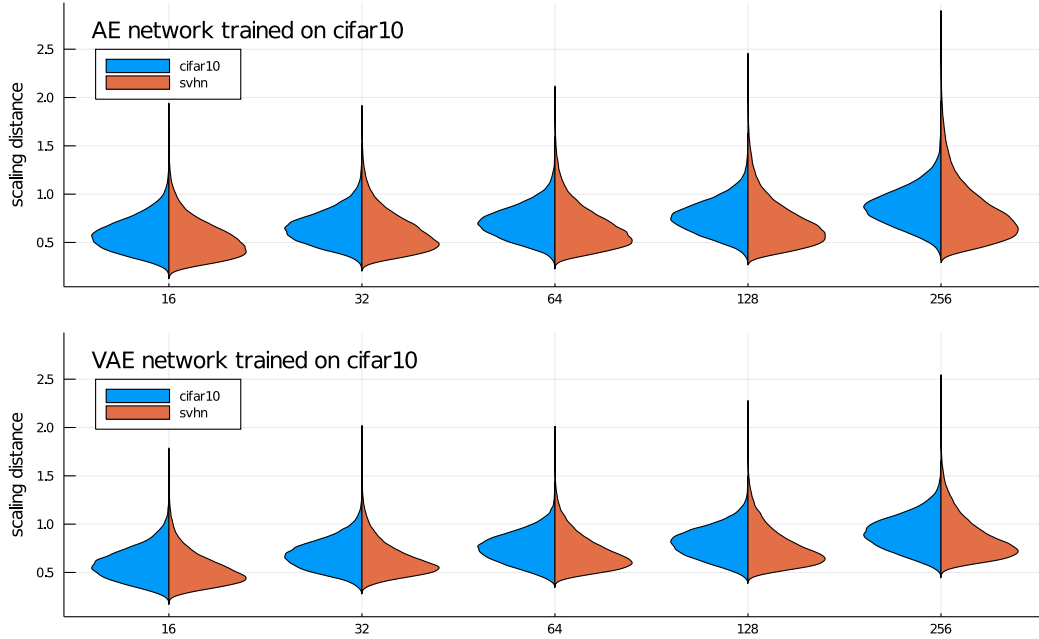 AE network trained on cifar10
cifar10
svhn
scaling distance
2.5
2.0
1.5
1.0
0.5
16 32 64 128 256
VAE network trained on cifar10
cifar10
svhn
scaling distance
2.5
2.0
1.5
1.0
0.5
16 32 64 128 256